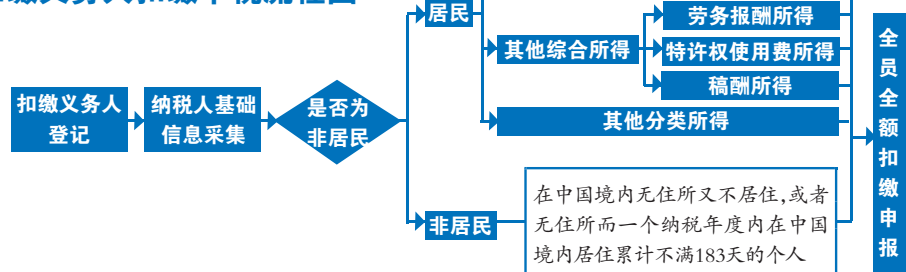 居民
劳务报酬所得
其他综合所得
特许权使用费所得
稿酬所得
扣缴义务人
登记
纳税人基础
信息采集
是否为
非居民
其他分类所得
非居民
在中国境内无住所又不居住,或者
无住所而一个纳税年度内在中国
境内居住累计不满183天的个人
全员全额扣缴申报